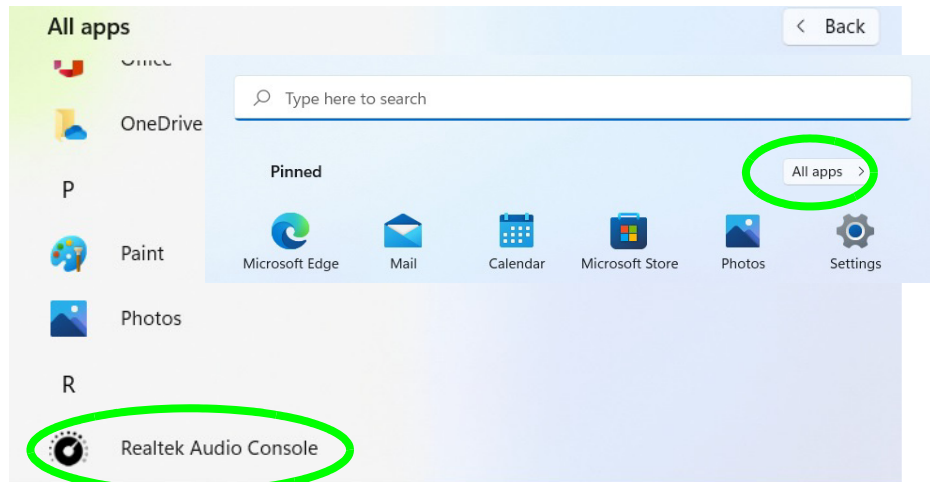 All apps
Back
Office
OneDrive
P
Paint
Photos
R
Realtek Audio Console
Type here to search
Pinned
All apps
Microsoft Edge
Mail
Calendar
Microsoft Store
Photos
Settings